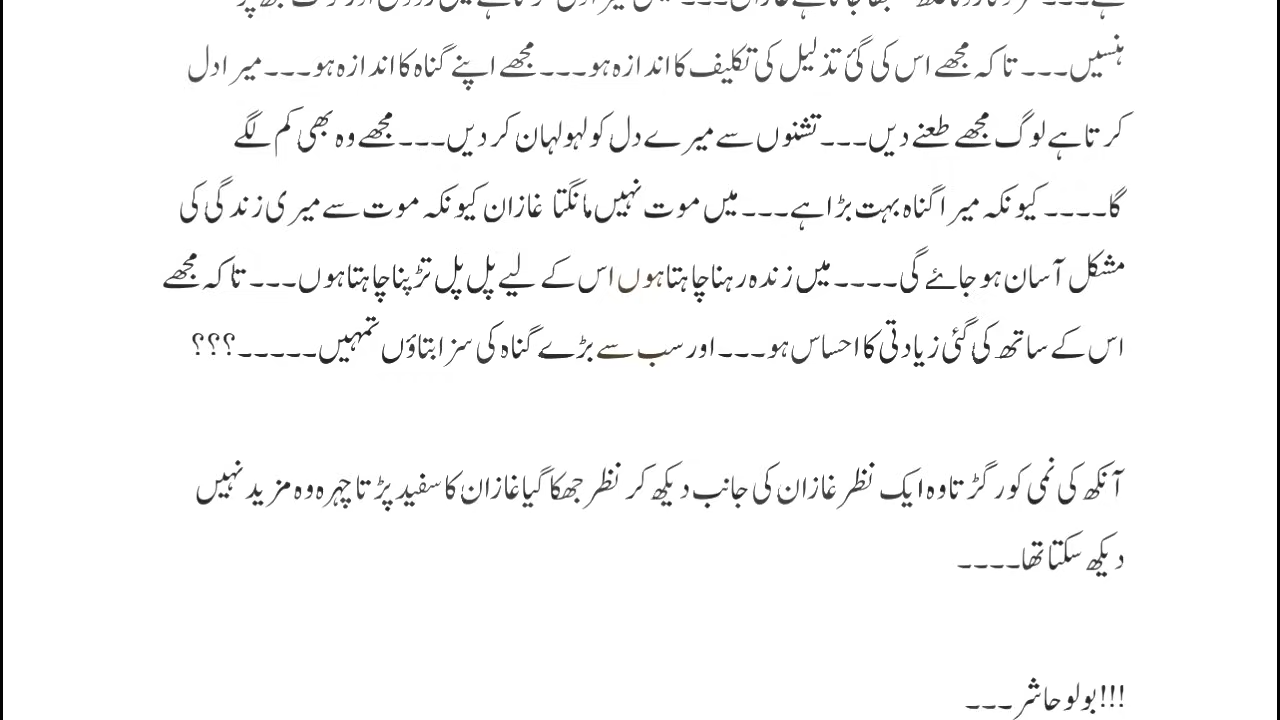 ہنسیں۔۔۔ تاکہ مجھے اس کی گئ تذلیل کی تکلیف کا اندازہ ہو۔۔۔ مجھے اپنے گناہ کا اندازہ ہو۔۔۔ میرا دل
کرتا ہے لوگ مجھے طعنے دیں۔۔۔ تشنوں سے میرے دل کو لہولہان کر دیں۔۔۔ مجھے وہ بھی کم لگے
گا۔۔۔۔ کیونکہ میرا گناہ بہت بڑا ہے۔۔۔ میں موت نہیں مانگتا غازان کیونکہ موت سے میری زندگی کی
مشکل آسان ہو جائے گی۔۔۔۔ میں زندہ رہنا چاہتا ہوں اس کے لیے پل پل تڑپنا چاہتا ہوں۔۔۔ تاکہ مجھے
اس کے ساتھ کی گئی زیادتی کا احساس ہو۔۔۔ اور سب سے بڑے گناہ کی سزا بتاؤں تمہیں۔۔۔۔۔؟؟؟
آنکھ کی نمی کو رگڑتا وہ ایک نظر غازان کی جانب دیکھ کر نظر جھکا گیا غازان کا سفید پڑتا چہرہ وہ مزید نہیں
دیکھ سکتا تھا۔۔۔۔
!!!بولو حاشر ۔۔۔